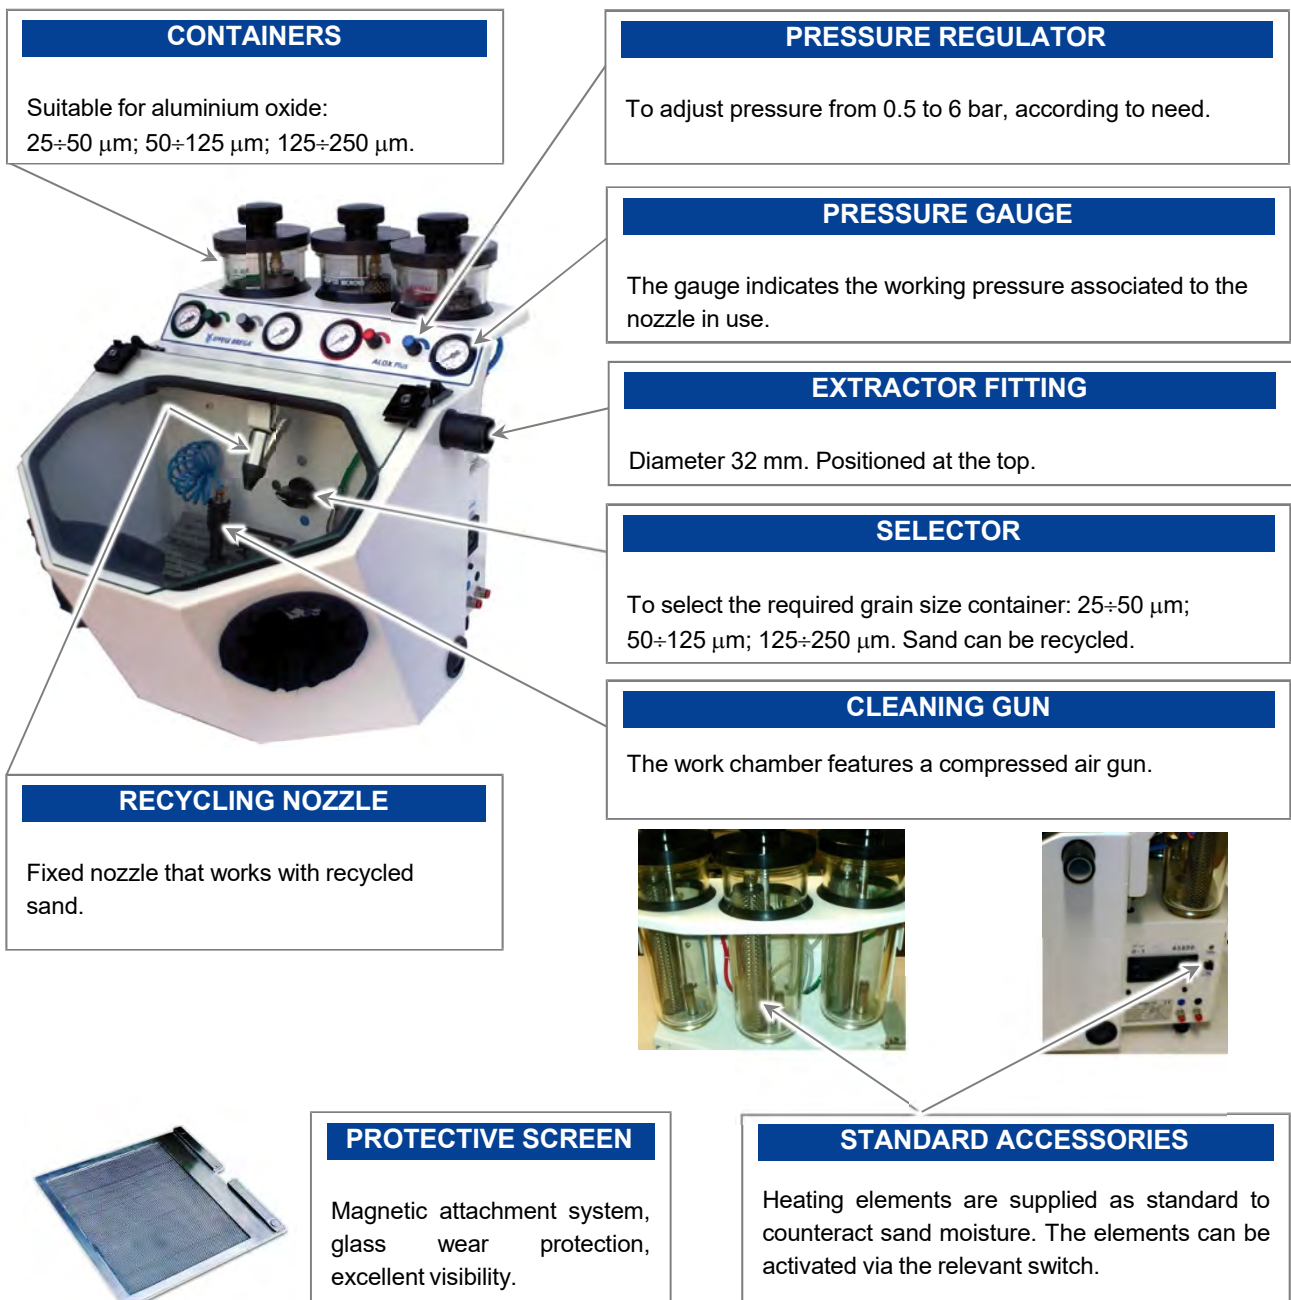 CONTAINERS
Suitable for aluminium oxide:
25÷50 μm; 50÷125 μm; 125÷250 μm.
PRESSURE REGULATOR
To adjust pressure from 0.5 to 6 bar, according to need.
PRESSURE GAUGE
The gauge indicates the working pressure associated to the
nozzle in use.
EXTRACTOR FITTING
Diameter 32 mm. Positioned at the top.
SELECTOR
To select the required grain size container: 25÷50 μm;
50÷125 μm; 125÷250 μm. Sand can be recycled.
CLEANING GUN
The work chamber features a compressed air gun.
EFFEGI BREGA
ALOX Plus
RECYCLING NOZZLE
Fixed nozzle that works with recycled
sand.
PROTECTIVE SCREEN
Magnetic attachment system,
glass wear protection,
excellent visibility.
STANDARD ACCESSORIES
Heating elements are supplied as standard to
counteract sand moisture. The elements can be
activated via the relevant switch.